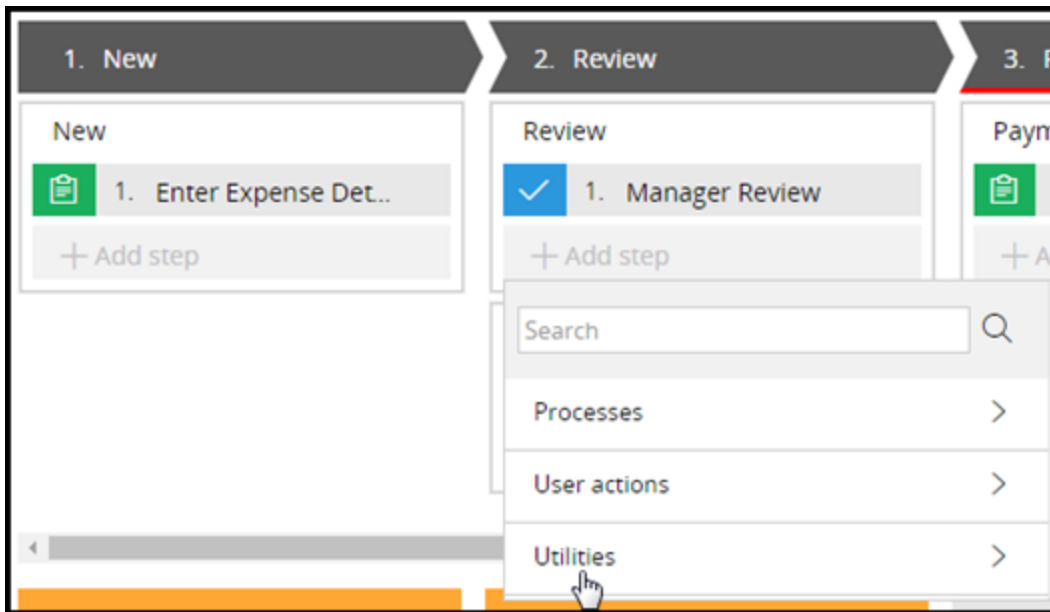 1. New
2. Review
3.
New
Review
1. Enter Expense Det...
1. Manager Review
+ Add step
+ Add step
Search
Processes
User actions
Utilities